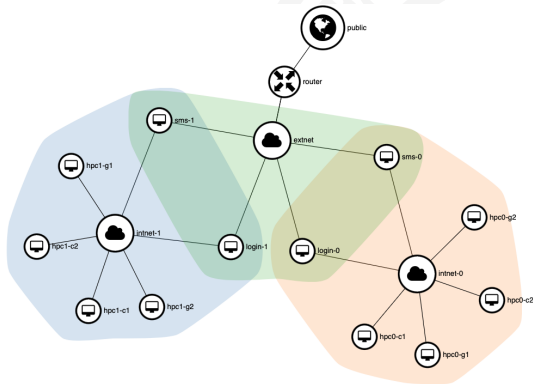 public
router
sms-1
extnet
sms-0
hpc1-g1
hpc0-g2
intnet-1
hpc1-c2
login-1
login-0
intnet-0
hpc0-c2
hpc1-c1
hpc1-g2
hpc0-c1
hpc0-g1